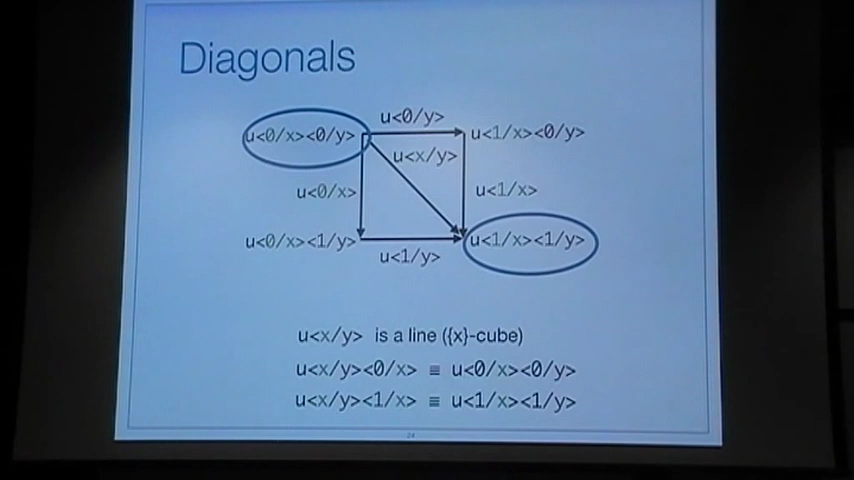 Diagonals
u<0/y>
u<0/x><0/y>
u<1/x><0/y>
u<x/y>
u<0/x>
u<1/x>
u<0/x><1/y>
u<1/x><1/y>
u<1/y>
u<x/y> is a line ({x}-cube)
u<x/y><0/x> ≡ u<0/x><0/y>
u<x/y><1/x> ≡ u<1/x><1/y>
24